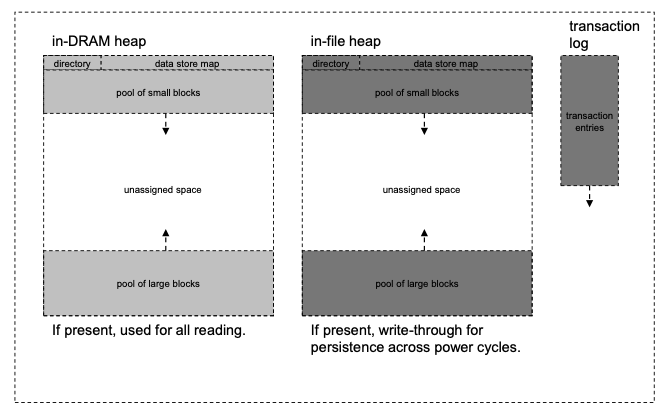 in-DRAM heap
directory
data store map
pool of small blocks
unassigned space
pool of large blocks
If present, used for all reading.
in-file heap
directory
data store map
pool of small blocks
unassigned space
pool of large blocks
If present, write-through for
persistence across power cycles.
transaction
log
transaction
entries